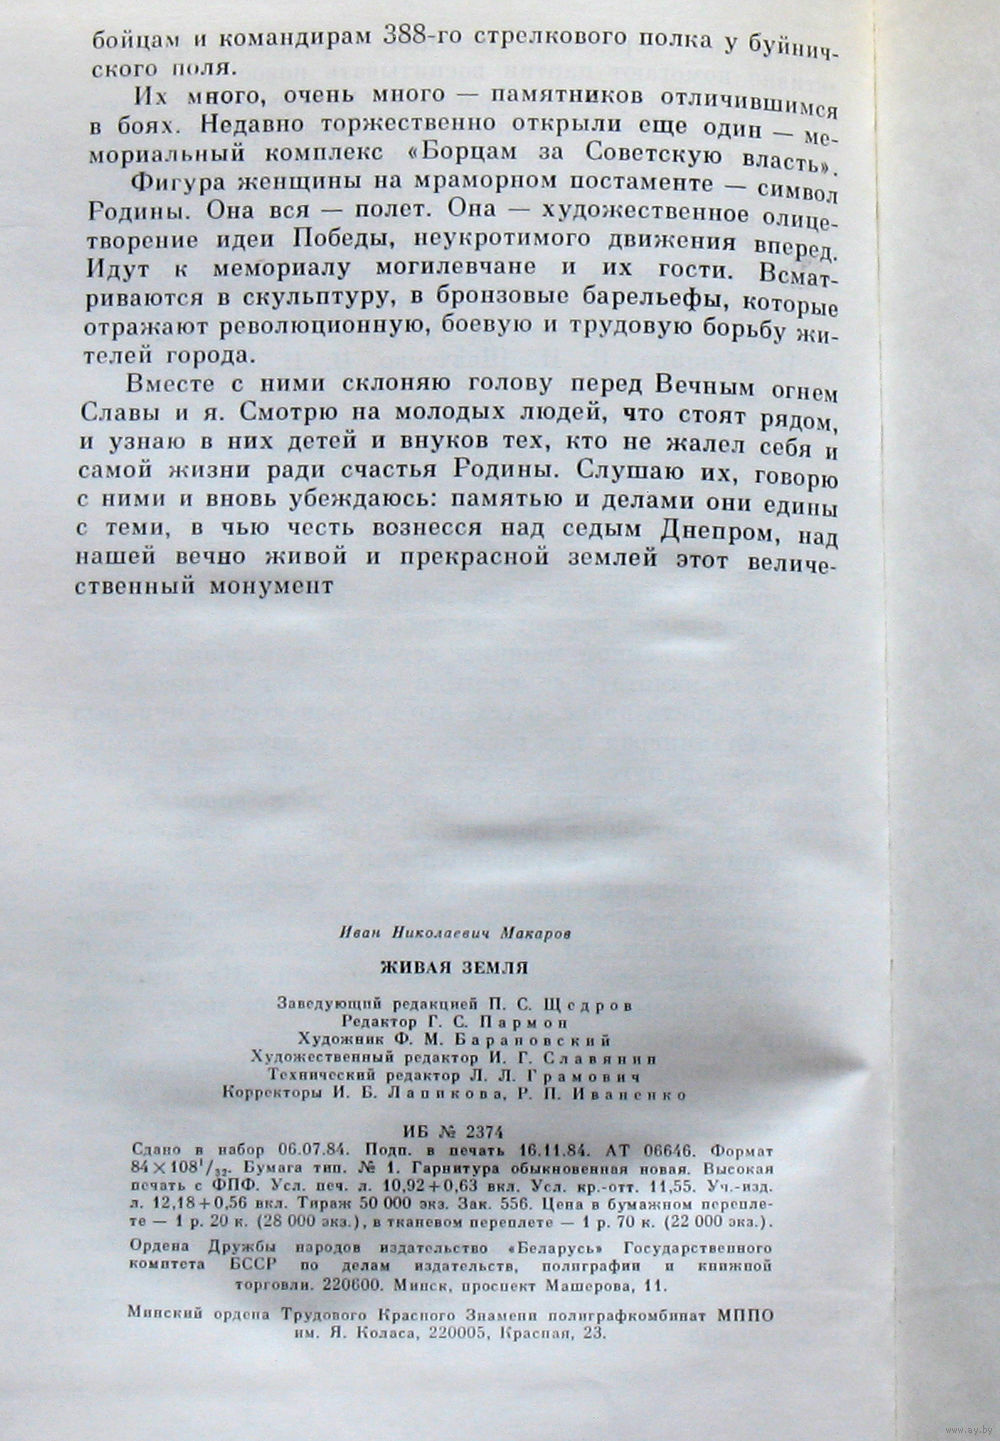 бойцам и командирам 388-го стрелкового полка у буйнич-
ского поля.
Их много, очень много — памятников отличившимся
в боях. Недавно торжественно открыли еще один — ме-
мориальный комплекс «Борцам за Советскую власть».
Фигура женщины на мраморном постаменте — символ
Родины. Она вся — полет. Она — художественное олице-
творение идеи Победы, неукротимого движения вперед.
Идут к мемориалу могилевчане и их гости. Всмат-
риваются в скульптуру, в бронзовые барельефы, которые
отражают революционную, боевую и трудовую борьбу жи-
телей города.
Вместе с ними склоняю голову перед Вечным огнем
Славы и я. Смотрю на молодых людей, что стоят рядом,
и узнаю в них детей и внуков тех, кто не жалел себя и
самой жизни ради счастья Родины. Слушаю их, говорю
с ними и вновь убеждаюсь: памятью и делами они едины
с теми, в чью честь вознесся над седым Днепром, над
нашей вечно живой и прекрасной землей этот величе-
ственный монумент
Иван Николаевич Макаров
ЖИВАЯ ЗЕМЛЯ
Заведующий редакцией П. С. Щедров
Редактор Г. С. Пармон
Художник Ф. М. Барановский
Художественный редактор И. Г. Славянин
Технический редактор Л. Л. Грамович
Корректоры И. Б. Лапикова, Р. П. Иваненко
ИБ № 2374
Сдано в набор 06.07.84. Подп. в печать 16.11.84. АТ 06646. Формат
84×108¹/₃₂. Бумага тип. № 1. Гарнитура обыкновенная новая. Высокая
печать с ФПФ. Усл. печ. л. 10,92+0,63 вкл. Усл. кр.-отт. 11,55. Уч.-изд.
л. 12,18+0,56 вкл. Тираж 50 000 экз. Зак. 556. Цена в бумажном перепле-
те — 1 р. 20 к. (28 000 экз.), в тканевом переплете — 1 р. 70 к. (22 000 экз.).
Ордена Дружбы народов издательство «Беларусь» Государственного
комитета БССР по делам издательств, полиграфии и книжной
торговли. 220600. Минск, проспект Машерова, 11.
Минский ордена Трудового Красного Знамени полиграфкомбинат МППО
им. Я. Коласа, 220005, Красная, 23.
www.ay.by